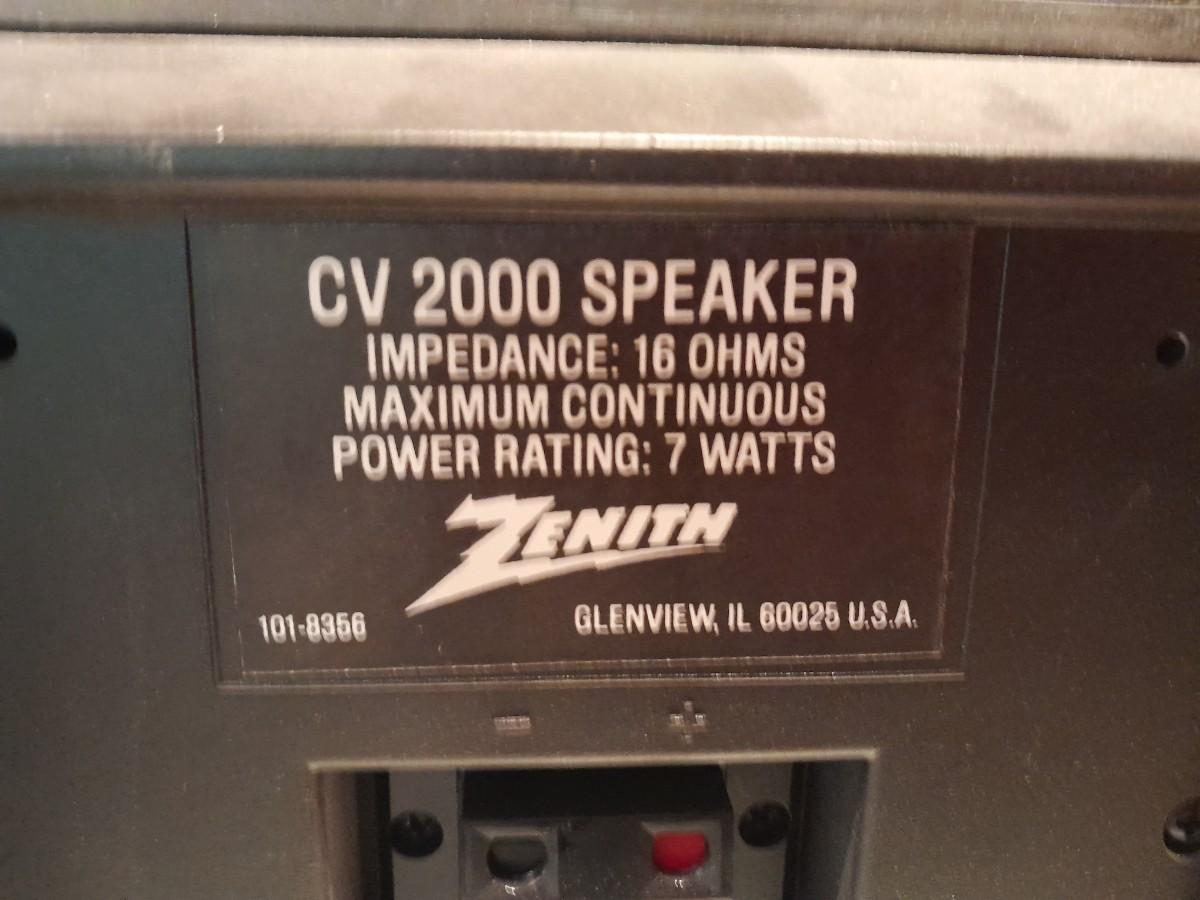 CV 2000 SPEAKER
IMPEDANCE: 16 OHMS
MAXIMUM CONTINUOUS
POWER RATING: 7 WATTS
ZENITH
101-8356 GLENVIEW, IL 60025 U.S.A.
- +